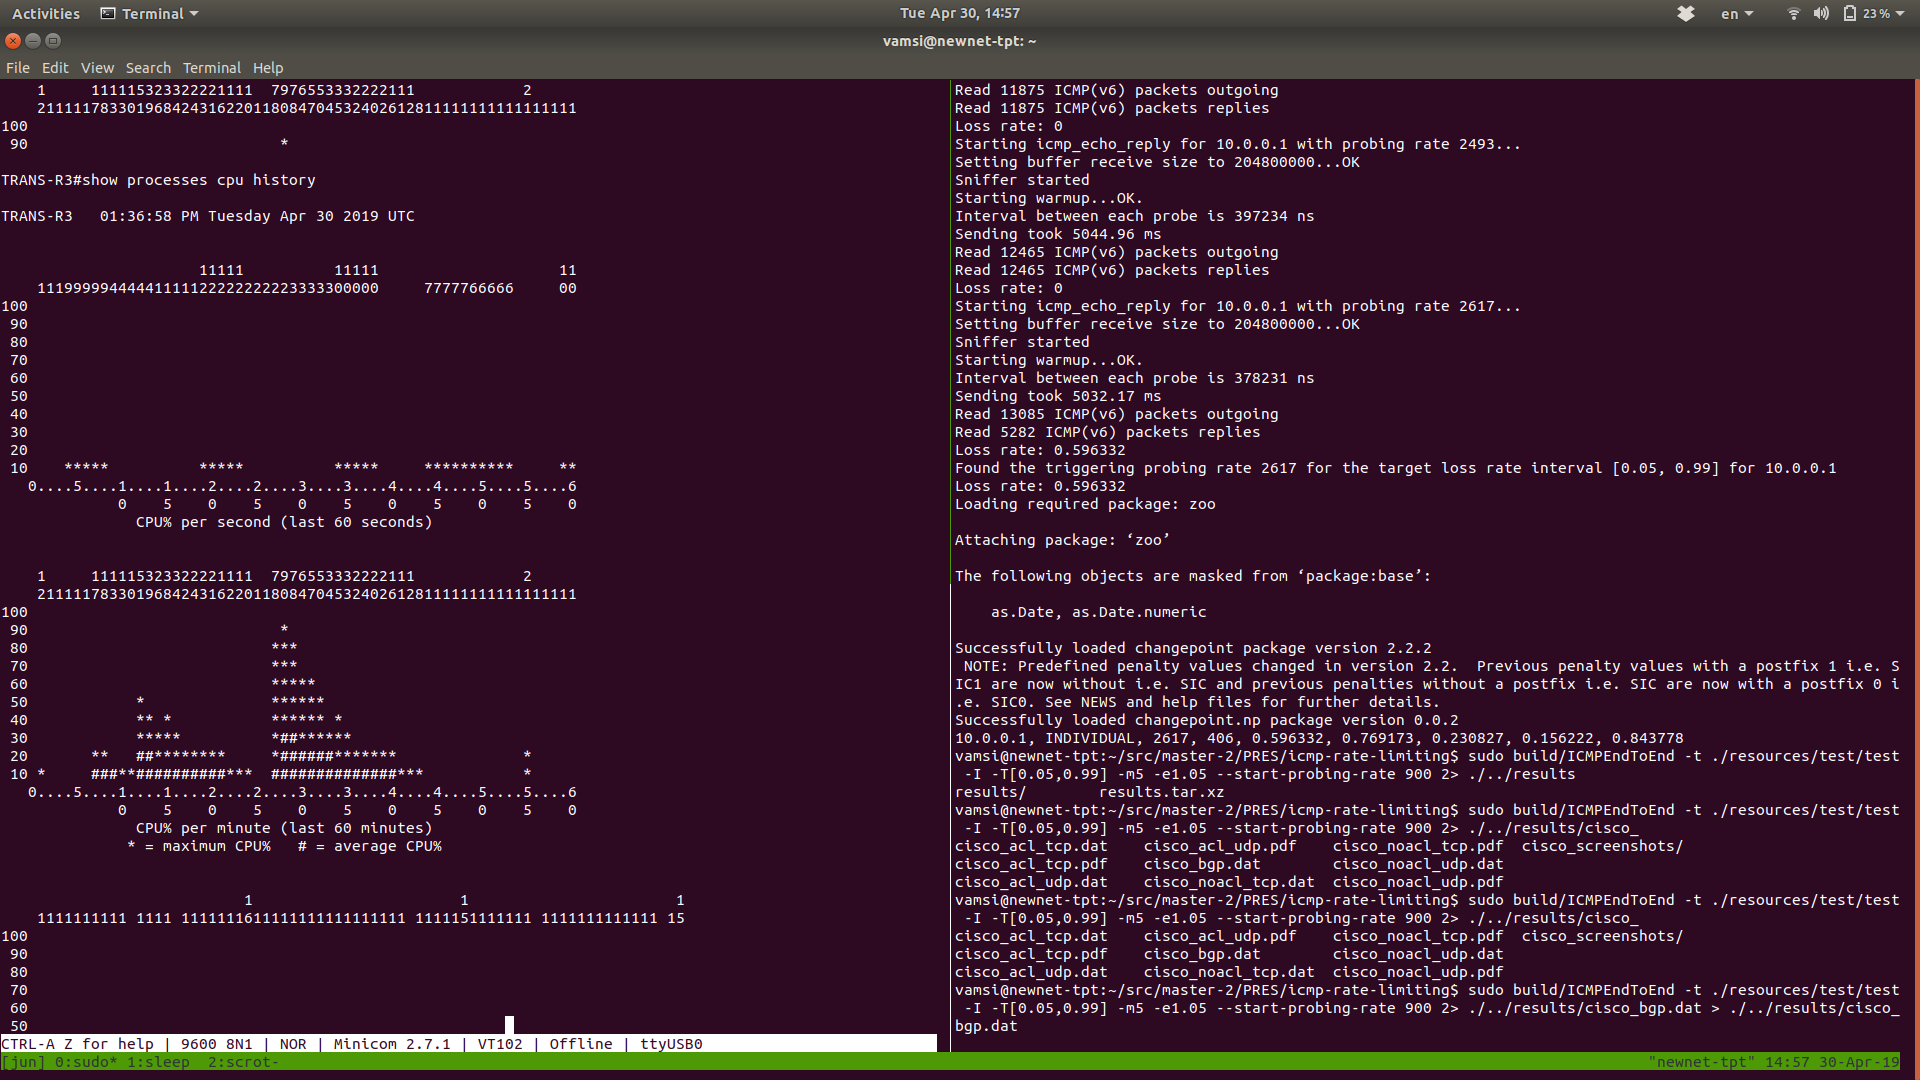 Activities Terminal Tue Apr 30, 14:57 en 23 %
vamsi@newnet-tpt: ~
File Edit View Search Terminal Help
    1     111115323322221111  7976553332222111            2
    211111783301968424316220118084704532402612811111111111111111
100
 90                            *

TRANS-R3#show processes cpu history

TRANS-R3   01:36:58 PM Tuesday Apr 30 2019 UTC

                      11111          11111                    11
    111999994444411111222222222233333300000     7777766666     00
100
 90
 80
 70
 60
 50
 40
 30
 20
 10    *****          *****          *****     **********     **
   0....5....1....1....2....2....3....3....4....4....5....5....6
             0    5    0    5    0    5    0    5    0    5    0
               CPU% per second (last 60 seconds)

    1     111115323322221111  7976553332222111            2
    211111783301968424316220118084704532402612811111111111111111
100
 90                            *
 80                           ***
 70                           ***
 60                           *****
 50            *              ******
 40            ** *           ****** *
 30            *****          *##******
 20       **   ##********     *######*******              *
 10 *     ###**##########***  ##############***           *
   0....5....1....1....2....2....3....3....4....4....5....5....6
             0    5    0    5    0    5    0    5    0    5    0
               CPU% per minute (last 60 minutes)
              * = maximum CPU%   # = average CPU%

                           1                       1                       1
    1111111111 1111 1111111611111111111111111 1111151111111 1111111111111 15
100
 90
 80
 70
 60
 50
CTRL-A Z for help | 9600 8N1 | NOR | Minicom 2.7.1 | VT102 | Offline | ttyUSB0
Read 11875 ICMP(v6) packets outgoing
Read 11875 ICMP(v6) packets replies
Loss rate: 0
Starting icmp_echo_reply for 10.0.0.1 with probing rate 2493...
Setting buffer receive size to 204800000...OK
Sniffer started
Starting warmup...OK.
Interval between each probe is 397234 ns
Sending took 5044.96 ms
Read 12465 ICMP(v6) packets outgoing
Read 12465 ICMP(v6) packets replies
Loss rate: 0
Starting icmp_echo_reply for 10.0.0.1 with probing rate 2617...
Setting buffer receive size to 204800000...OK
Sniffer started
Starting warmup...OK.
Interval between each probe is 378231 ns
Sending took 5032.17 ms
Read 13085 ICMP(v6) packets outgoing
Read 5282 ICMP(v6) packets replies
Loss rate: 0.596332
Found the triggering probing rate 2617 for the target loss rate interval [0.05, 0.99] for 10.0.0.1
Loss rate: 0.596332
Loading required package: zoo

Attaching package: ‘zoo’

The following objects are masked from ‘package:base’:

    as.Date, as.Date.numeric

Successfully loaded changepoint package version 2.2.2
 NOTE: Predefined penalty values changed in version 2.2.  Previous penalty values with a postfix 1 i.e. S
IC1 are now without i.e. SIC and previous penalties without a postfix i.e. SIC are now with a postfix 0 i
.e. SIC0. See NEWS and help files for further details.
Successfully loaded changepoint.np package version 0.0.2
10.0.0.1, INDIVIDUAL, 2617, 406, 0.596332, 0.769173, 0.230827, 0.156222, 0.843778
vamsi@newnet-tpt:~/src/master-2/PRES/icmp-rate-limiting$ sudo build/ICMPEndToEnd -t ./resources/test/test
 -I -T[0.05,0.99] -m5 -e1.05 --start-probing-rate 900 2> ./../results
results/        results.tar.xz
vamsi@newnet-tpt:~/src/master-2/PRES/icmp-rate-limiting$ sudo build/ICMPEndToEnd -t ./resources/test/test
 -I -T[0.05,0.99] -m5 -e1.05 --start-probing-rate 900 2> ./../results/cisco_
cisco_acl_tcp.dat    cisco_acl_udp.pdf    cisco_noacl_tcp.pdf  cisco_screenshots/
cisco_acl_tcp.pdf    cisco_bgp.dat        cisco_noacl_udp.dat
cisco_acl_udp.dat    cisco_noacl_tcp.dat  cisco_noacl_udp.pdf
vamsi@newnet-tpt:~/src/master-2/PRES/icmp-rate-limiting$ sudo build/ICMPEndToEnd -t ./resources/test/test
 -I -T[0.05,0.99] -m5 -e1.05 --start-probing-rate 900 2> ./../results/cisco_
cisco_acl_tcp.dat    cisco_acl_udp.pdf    cisco_noacl_tcp.pdf  cisco_screenshots/
cisco_acl_tcp.pdf    cisco_bgp.dat        cisco_noacl_udp.dat
cisco_acl_udp.dat    cisco_noacl_tcp.dat  cisco_noacl_udp.pdf
vamsi@newnet-tpt:~/src/master-2/PRES/icmp-rate-limiting$ sudo build/ICMPEndToEnd -t ./resources/test/test
 -I -T[0.05,0.99] -m5 -e1.05 --start-probing-rate 900 2> ./../results/cisco_bgp.dat > ./../results/cisco_
bgp.dat
[jun] 0:sudo* 1:sleep  2:scrot- "newnet-tpt" 14:57 30-Apr-19